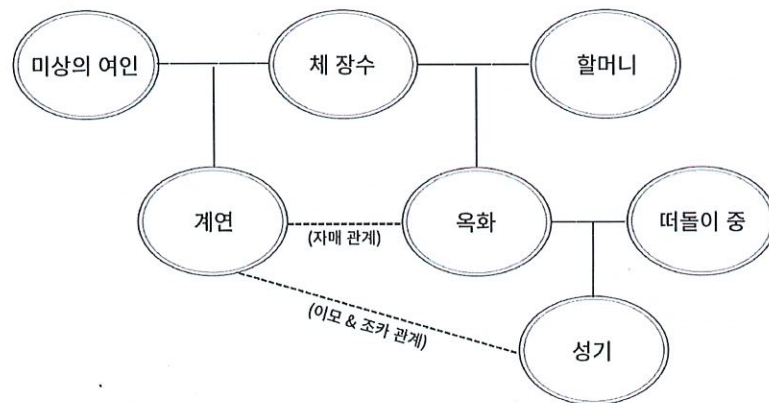 미상의 여인
체 장수
할머니
계연
(자매 관계)
옥화
떠돌이 중
(이모 & 조카 관계)
성기